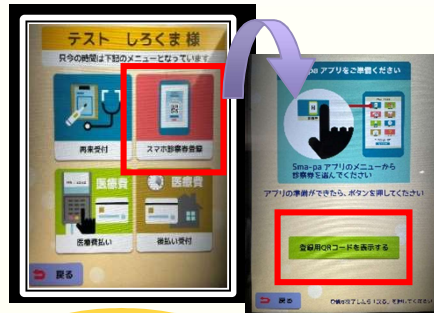 テスト しろくま 様
只今の時間は下記のメニューとなっています
再来受付
スマホ診察券登録
医療費
医療費払い
医療費
後払い受付
戻る
Sma-pa アプリをご準備ください
Sma-pa アプリのメニューから
診察券を選んでください
アプリの準備ができたら、ボタンを押してください
登録用QRコードを表示する
戻る